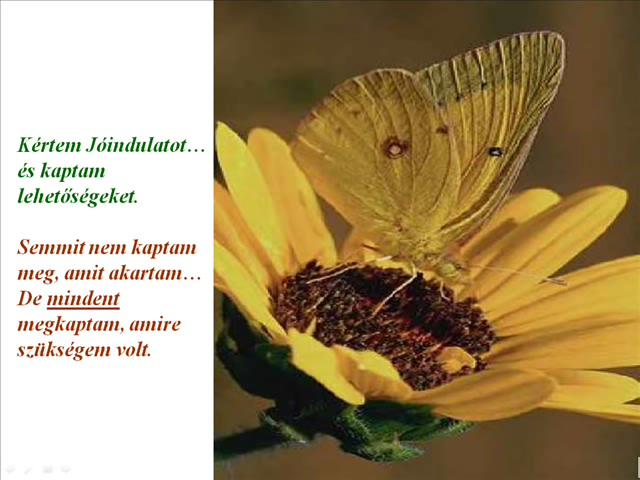 Kértem Jóindulatot…
és kaptam
lehetőségeket.
Semmit nem kaptam
meg, amit akartam…
De mindent
megkaptam, amire
szükségem volt.